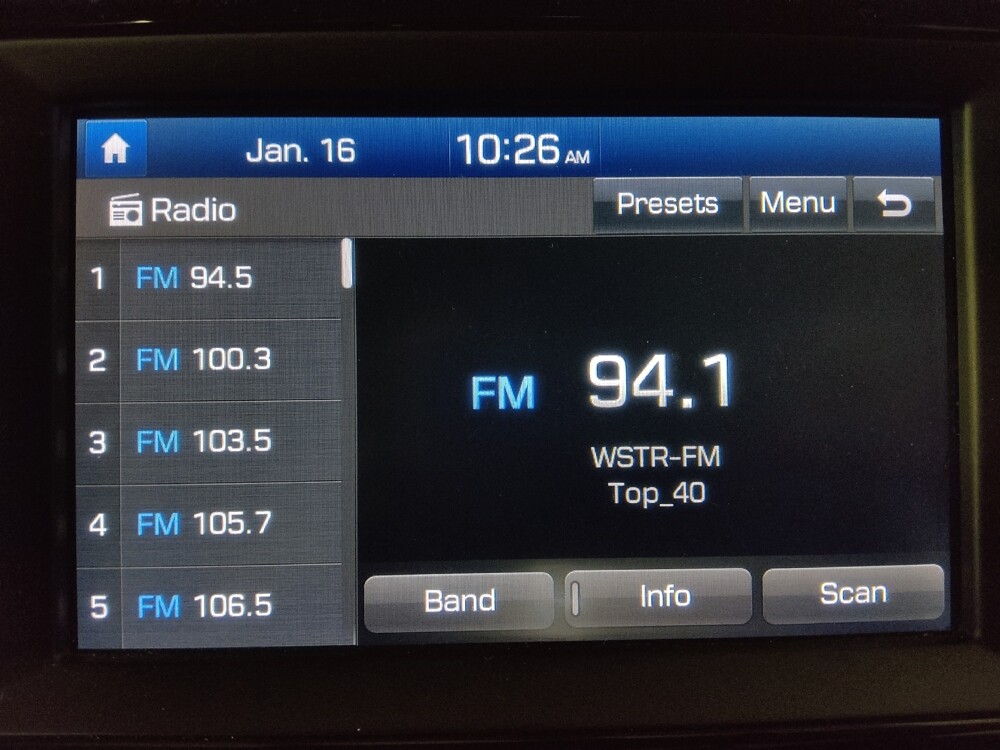 Jan. 16 10:26 AM
Radio Presets Menu
1 FM 94.5
2 FM 100.3
3 FM 103.5
4 FM 105.7
5 FM 106.5
FM 94.1
WSTR-FM
Top_40
Band Info Scan